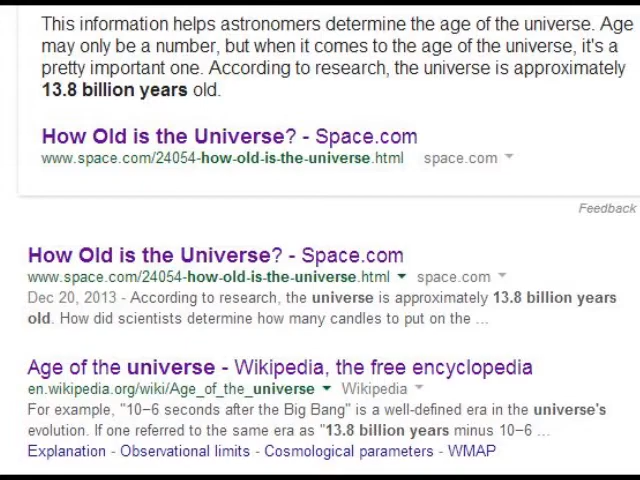 This information helps astronomers determine the age of the universe. Age
may only be a number, but when it comes to the age of the universe, it's a
pretty important one. According to research, the universe is approximately
13.8 billion years old.
How Old is the Universe? - Space.com
www.space.com/24054-how-old-is-the-universe.html space.com
Feedback
How Old is the Universe? - Space.com
www.space.com/24054-how-old-is-the-universe.html space.com
Dec 20, 2013 - According to research, the universe is approximately 13.8 billion years
old. How did scientists determine how many candles to put on the ...
Age of the universe - Wikipedia, the free encyclopedia
en.wikipedia.org/wiki/Age_of_the_universe Wikipedia
For example, "10−6 seconds after the Big Bang" is a well-defined era in the universe's
evolution. If one referred to the same era as "13.8 billion years minus 10−6 ...
Explanation - Observational limits - Cosmological parameters - WMAP